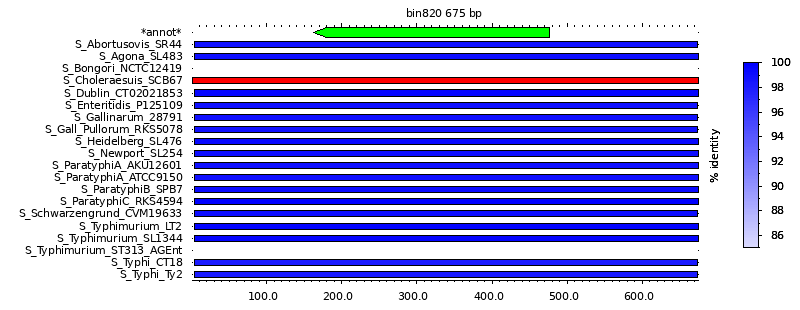 bin820 675 bp
*annot*
S_Abortusovis_SR44
S_Agona_SL483
S_Bongori_NCTC12419
S_Choleraesuis_SCB67
S_Dublin_CT02021853
S_Enteritidis_P125109
S_Gallinarum_28791
S_Gall_Pullorum_RKS5078
S_Heidelberg_SL476
S_Newport_SL254
S_ParatyphiA_AKU12601
S_ParatyphiA_ATCC9150
S_ParatyphiB_SPB7
S_ParatyphiC_RKS4594
S_Schwarzengrund_CVM19633
S_Typhimurium_LT2
S_Typhimurium_SL1344
S_Typhimurium_ST313_AGEnt
S_Typhi_CT18
S_Typhi_Ty2
100.0 200.0 300.0 400.0 500.0 600.0
% identity
100
98
96
94
92
90
88
86